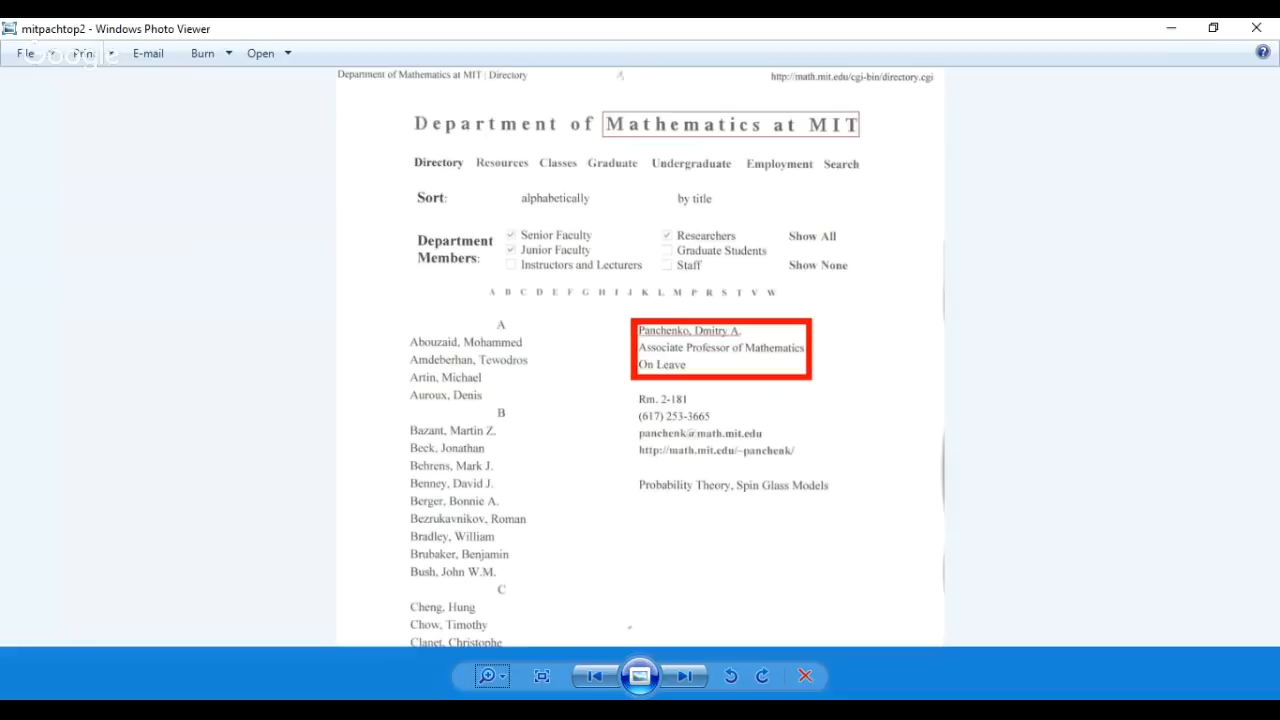 mitpachtop2 - Windows Photo Viewer
File Print E-mail Burn Open
Google
Department of Mathematics at MIT | Directory http://math.mit.edu/cgi-bin/directory.cgi
Department of Mathematics at MIT
Directory Resources Classes Graduate Undergraduate Employment Search
Sort: alphabetically by title
Department Members:
Senior Faculty Researchers Show All
Junior Faculty Graduate Students
Instructors and Lecturers Staff Show None
A B C D E F G H I J K L M P R S T V W
A
Abouzaid, Mohammed
Amdeberhan, Tewodros
Artin, Michael
Auroux, Denis
B
Bazant, Martin Z.
Beck, Jonathan
Behrens, Mark J.
Benney, David J.
Berger, Bonnie A.
Bezrukavnikov, Roman
Bradley, William
Brubaker, Benjamin
Bush, John W.M.
C
Cheng, Hung
Chow, Timothy
Clanet, Christophe
Panchenko, Dmitry A.
Associate Professor of Mathematics
On Leave
Rm. 2-181
(617) 253-3665
panchenk@math.mit.edu
http://math.mit.edu/~panchenk/
Probability Theory, Spin Glass Models